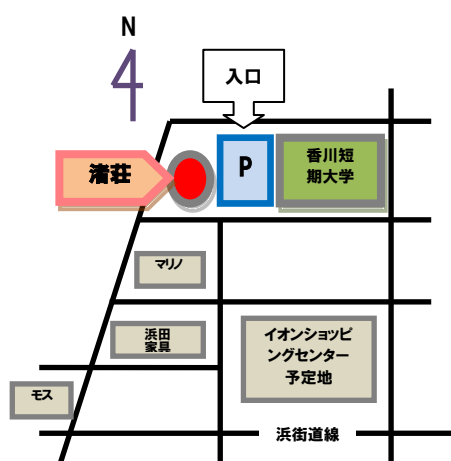 N
入口
渚荘
P
香川短
期大学
マリノ
浜田
家具
イオンショッピ
ングセンター
予定地
モス
浜街道線